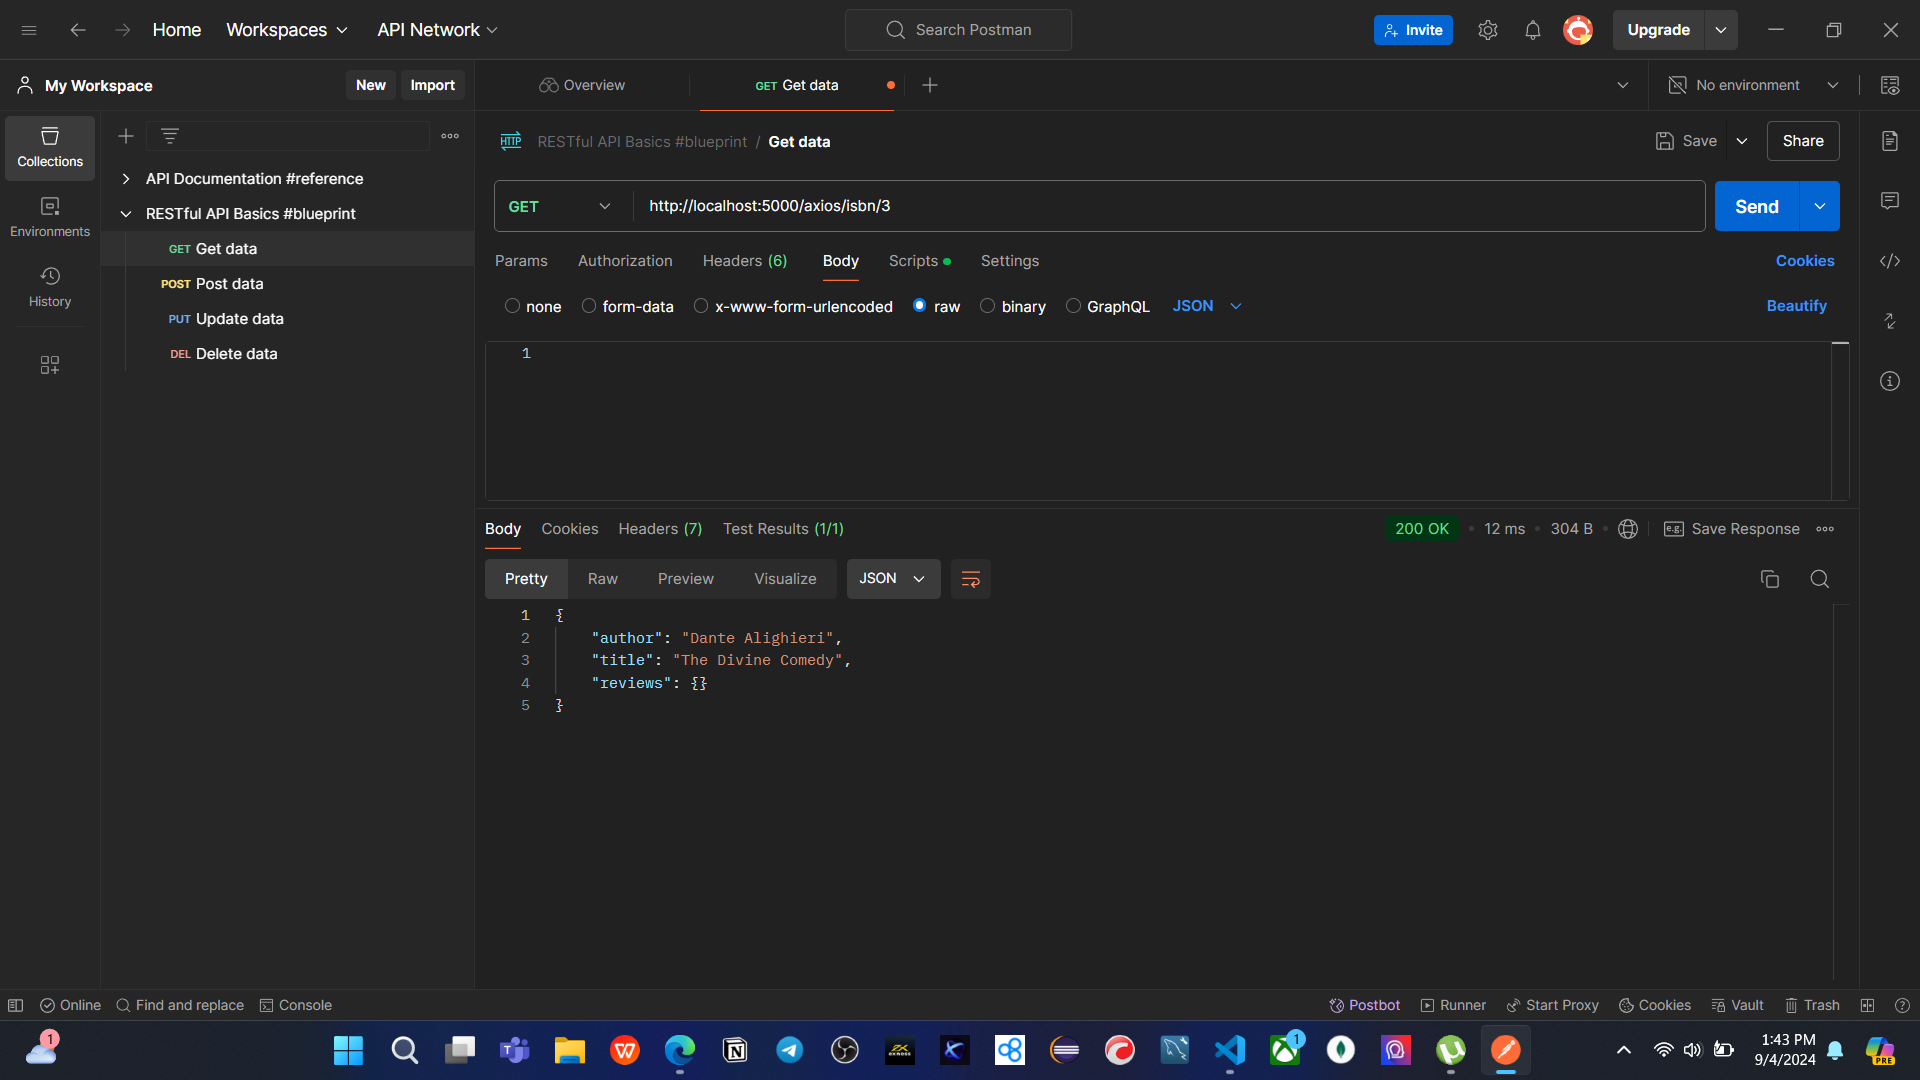 Home
Workspaces
API Network
Search Postman
Invite
Upgrade
My Workspace
New
Import
Overview
GET Get data
No environment
Collections
Environments
History
API Documentation #reference
RESTful API Basics #blueprint
GET Get data
POST Post data
PUT Update data
DEL Delete data
HTTP RESTful API Basics #blueprint / Get data
Save
Share
GET
http://localhost:5000/axios/isbn/3
Send
Params
Authorization
Headers (6)
Body
Scripts
Settings
Cookies
none
form-data
x-www-form-urlencoded
raw
binary
GraphQL
JSON
Beautify
1
Body
Cookies
Headers (7)
Test Results (1/1)
200 OK
12 ms
304 B
e.g. Save Response
Pretty
Raw
Preview
Visualize
JSON
1 {
2 "author": "Dante Alighieri",
3 "title": "The Divine Comedy",
4 "reviews": {}
5 }
Online
Find and replace
Console
Postbot
Runner
Start Proxy
Cookies
Vault
Trash
1
1
1:43 PM
9/4/2024
PRE